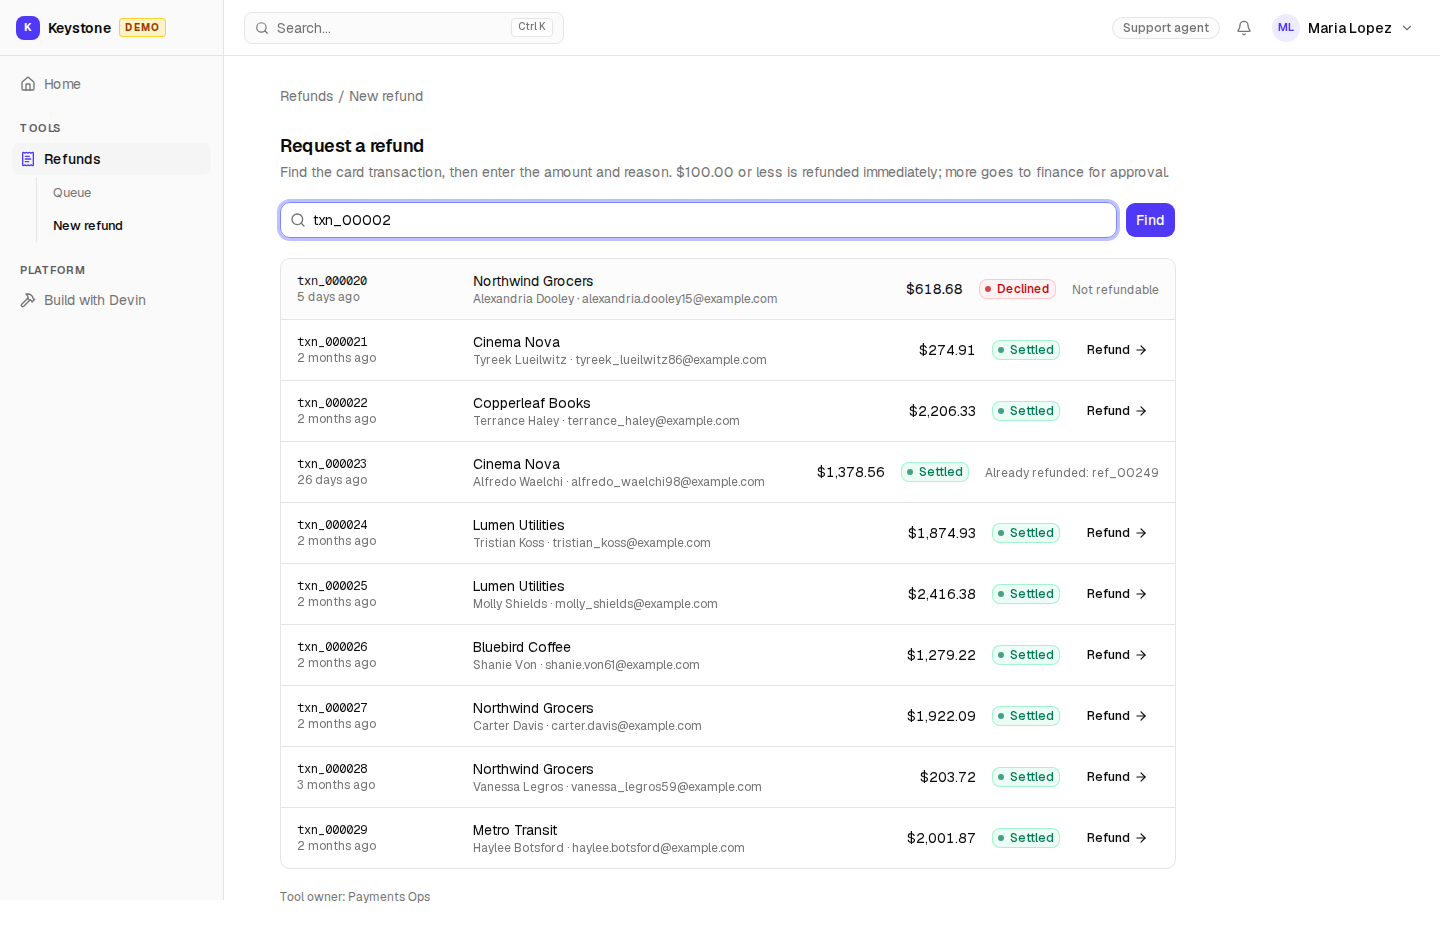 K Keystone DEMO
Search...
Ctrl K
Support agent
ML Maria Lopez
Home
TOOLS
Refunds
Queue
New refund
PLATFORM
Build with Devin
Refunds / New refund
Request a refund
Find the card transaction, then enter the amount and reason. $100.00 or less is refunded immediately; more goes to finance for approval.
txn_00002
Find
txn_000020 Northwind Grocers $618.68 Declined Not refundable
5 days ago Alexandria Dooley · alexandria.dooley15@example.com
txn_000021 Cinema Nova $274.91 Settled Refund →
2 months ago Tyreek Lueilwitz · tyreek_lueilwitz86@example.com
txn_000022 Copperleaf Books $2,206.33 Settled Refund →
2 months ago Terrance Haley · terrance_haley@example.com
txn_000023 Cinema Nova $1,378.56 Settled Already refunded: ref_00249
26 days ago Alfredo Waelchi · alfredo_waelchi98@example.com
txn_000024 Lumen Utilities $1,874.93 Settled Refund →
2 months ago Tristian Koss · tristian_koss@example.com
txn_000025 Lumen Utilities $2,416.38 Settled Refund →
2 months ago Molly Shields · molly_shields@example.com
txn_000026 Bluebird Coffee $1,279.22 Settled Refund →
2 months ago Shanie Von · shanie.von61@example.com
txn_000027 Northwind Grocers $1,922.09 Settled Refund →
2 months ago Carter Davis · carter.davis@example.com
txn_000028 Northwind Grocers $203.72 Settled Refund →
3 months ago Vanessa Legros · vanessa_legros59@example.com
txn_000029 Metro Transit $2,001.87 Settled Refund →
2 months ago Haylee Botsford · haylee.botsford@example.com
Tool owner: Payments Ops